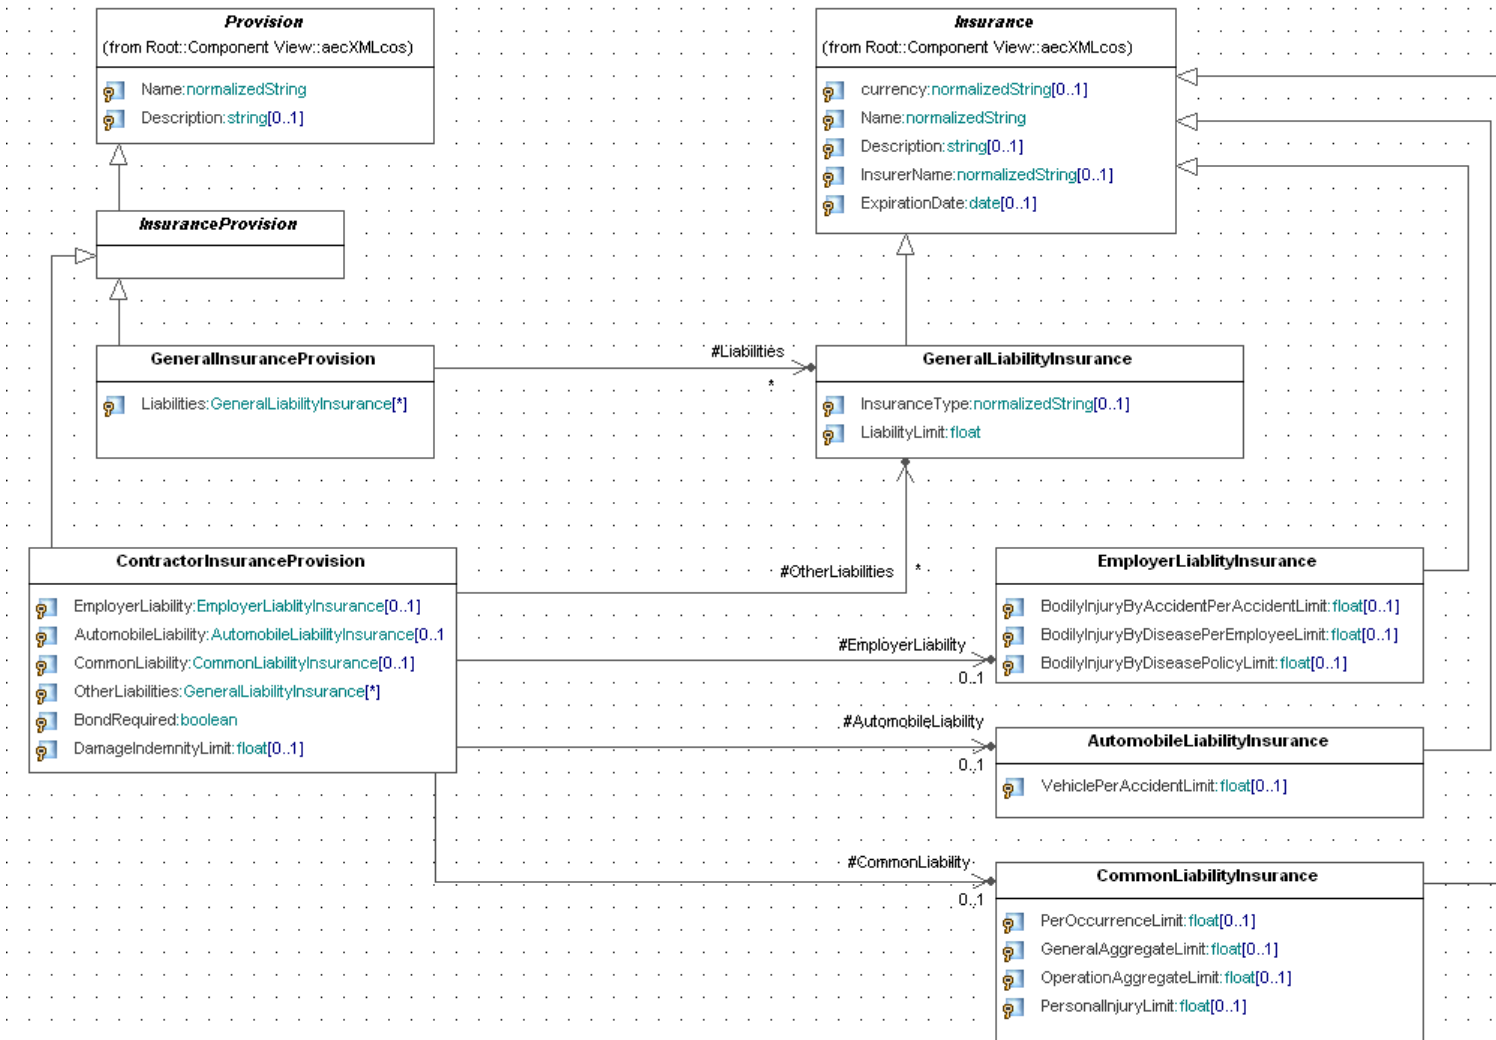 Provision
(from Root::Component View::aecXMLcos)
Name:normalizedString
Description:string[0..1]
Insurance
(from Root::Component View::aecXMLcos)
currency:normalizedString[0..1]
Name:normalizedString
Description:string[0..1]
InsurerName:normalizedString[0..1]
ExpirationDate:date[0..1]
InsuranceProvision
GeneralInsuranceProvision
Liabilities:GeneralLiabilityInsurance[*]
#Liabilities
*
GeneralLiabilityInsurance
InsuranceType:normalizedString[0..1]
LiabilityLimit:float
ContractorInsuranceProvision
EmployerLiability:EmployerLiablityInsurance[0..1]
AutomobileLiability:AutomobileLiabilityInsurance[0..1
CommonLiability:CommonLiabilityInsurance[0..1]
OtherLiabilities:GeneralLiabilityInsurance[*]
BondRequired:boolean
DamageIndemnityLimit:float[0..1]
#OtherLiabilities
*
#EmployerLiability
0..1
EmployerLiablityInsurance
BodilyInjuryByAccidentPerAccidentLimit:float[0..1]
BodilyInjuryByDiseasePerEmployeeLimit:float[0..1]
BodilyInjuryByDiseasePolicyLimit:float[0..1]
#AutomobileLiability
0..1
AutomobileLiabilityInsurance
VehiclePerAccidentLimit:float[0..1]
#CommonLiability
0..1
CommonLiabilityInsurance
PerOccurrenceLimit:float[0..1]
GeneralAggregateLimit:float[0..1]
OperationAggregateLimit:float[0..1]
PersonalInjuryLimit:float[0..1]